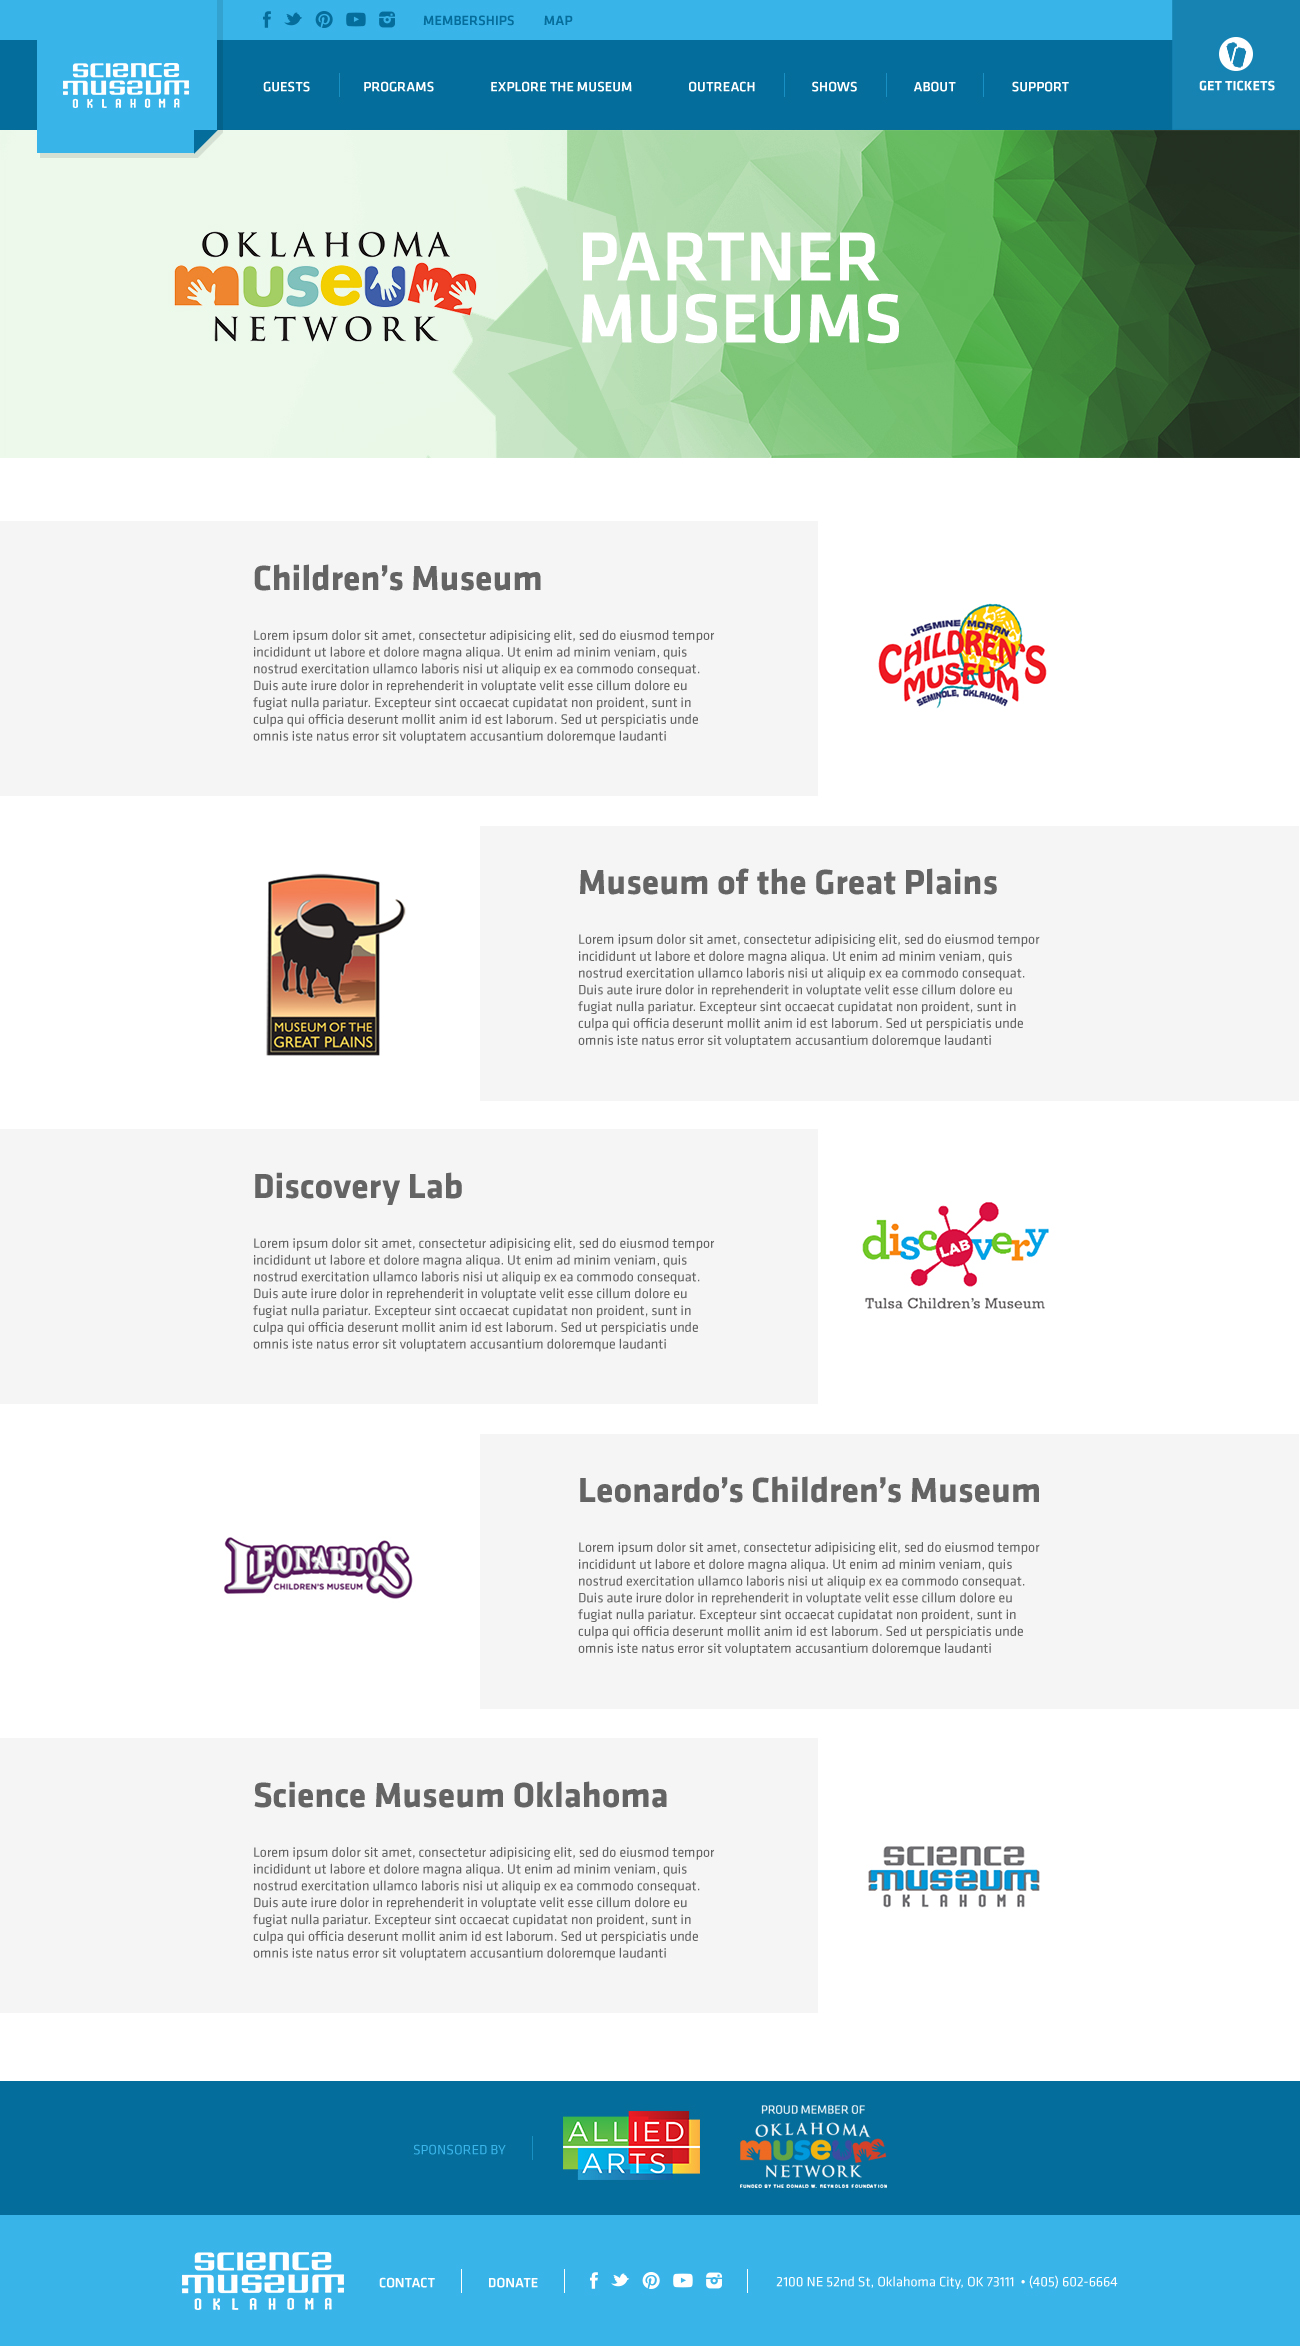 MEMBERSHIPS MAP
science
museum
OKLAHOMA
GUESTS PROGRAMS EXPLORE THE MUSEUM OUTREACH SHOWS ABOUT SUPPORT
GET TICKETS
OKLAHOMA
museum
NETWORK
PARTNER
MUSEUMS
Children’s Museum
Lorem ipsum dolor sit amet, consectetur adipisicing elit, sed do eiusmod tempor
incididunt ut labore et dolore magna aliqua. Ut enim ad minim veniam, quis
nostrud exercitation ullamco laboris nisi ut aliquip ex ea commodo consequat.
Duis aute irure dolor in reprehenderit in voluptate velit esse cillum dolore eu
fugiat nulla pariatur. Excepteur sint occaecat cupidatat non proident, sunt in
culpa qui officia deserunt mollit anim id est laborum. Sed ut perspiciatis unde
omnis iste natus error sit voluptatem accusantium doloremque laudanti
JASMINE MORAN
CHILDREN'S
MUSEUM
SEMINOLE, OKLAHOMA
MUSEUM OF THE
GREAT PLAINS
Museum of the Great Plains
Lorem ipsum dolor sit amet, consectetur adipisicing elit, sed do eiusmod tempor
incididunt ut labore et dolore magna aliqua. Ut enim ad minim veniam, quis
nostrud exercitation ullamco laboris nisi ut aliquip ex ea commodo consequat.
Duis aute irure dolor in reprehenderit in voluptate velit esse cillum dolore eu
fugiat nulla pariatur. Excepteur sint occaecat cupidatat non proident, sunt in
culpa qui officia deserunt mollit anim id est laborum. Sed ut perspiciatis unde
omnis iste natus error sit voluptatem accusantium doloremque laudanti
Discovery Lab
Lorem ipsum dolor sit amet, consectetur adipisicing elit, sed do eiusmod tempor
incididunt ut labore et dolore magna aliqua. Ut enim ad minim veniam, quis
nostrud exercitation ullamco laboris nisi ut aliquip ex ea commodo consequat.
Duis aute irure dolor in reprehenderit in voluptate velit esse cillum dolore eu
fugiat nulla pariatur. Excepteur sint occaecat cupidatat non proident, sunt in
culpa qui officia deserunt mollit anim id est laborum. Sed ut perspiciatis unde
omnis iste natus error sit voluptatem accusantium doloremque laudanti
discovery
LAB
Tulsa Children's Museum
LEONARDO'S
CHILDREN'S MUSEUM
Leonardo’s Children’s Museum
Lorem ipsum dolor sit amet, consectetur adipisicing elit, sed do eiusmod tempor
incididunt ut labore et dolore magna aliqua. Ut enim ad minim veniam, quis
nostrud exercitation ullamco laboris nisi ut aliquip ex ea commodo consequat.
Duis aute irure dolor in reprehenderit in voluptate velit esse cillum dolore eu
fugiat nulla pariatur. Excepteur sint occaecat cupidatat non proident, sunt in
culpa qui officia deserunt mollit anim id est laborum. Sed ut perspiciatis unde
omnis iste natus error sit voluptatem accusantium doloremque laudanti
Science Museum Oklahoma
Lorem ipsum dolor sit amet, consectetur adipisicing elit, sed do eiusmod tempor
incididunt ut labore et dolore magna aliqua. Ut enim ad minim veniam, quis
nostrud exercitation ullamco laboris nisi ut aliquip ex ea commodo consequat.
Duis aute irure dolor in reprehenderit in voluptate velit esse cillum dolore eu
fugiat nulla pariatur. Excepteur sint occaecat cupidatat non proident, sunt in
culpa qui officia deserunt mollit anim id est laborum. Sed ut perspiciatis unde
omnis iste natus error sit voluptatem accusantium doloremque laudanti
science
museum
OKLAHOMA
SPONSORED BY
ALLIED
ARTS
PROUD MEMBER OF
OKLAHOMA
museum
NETWORK
FUNDED BY THE DONALD W. REYNOLDS FOUNDATION
science
museum
OKLAHOMA
CONTACT DONATE
2100 NE 52nd St, Oklahoma City, OK 73111 • (405) 602-6664